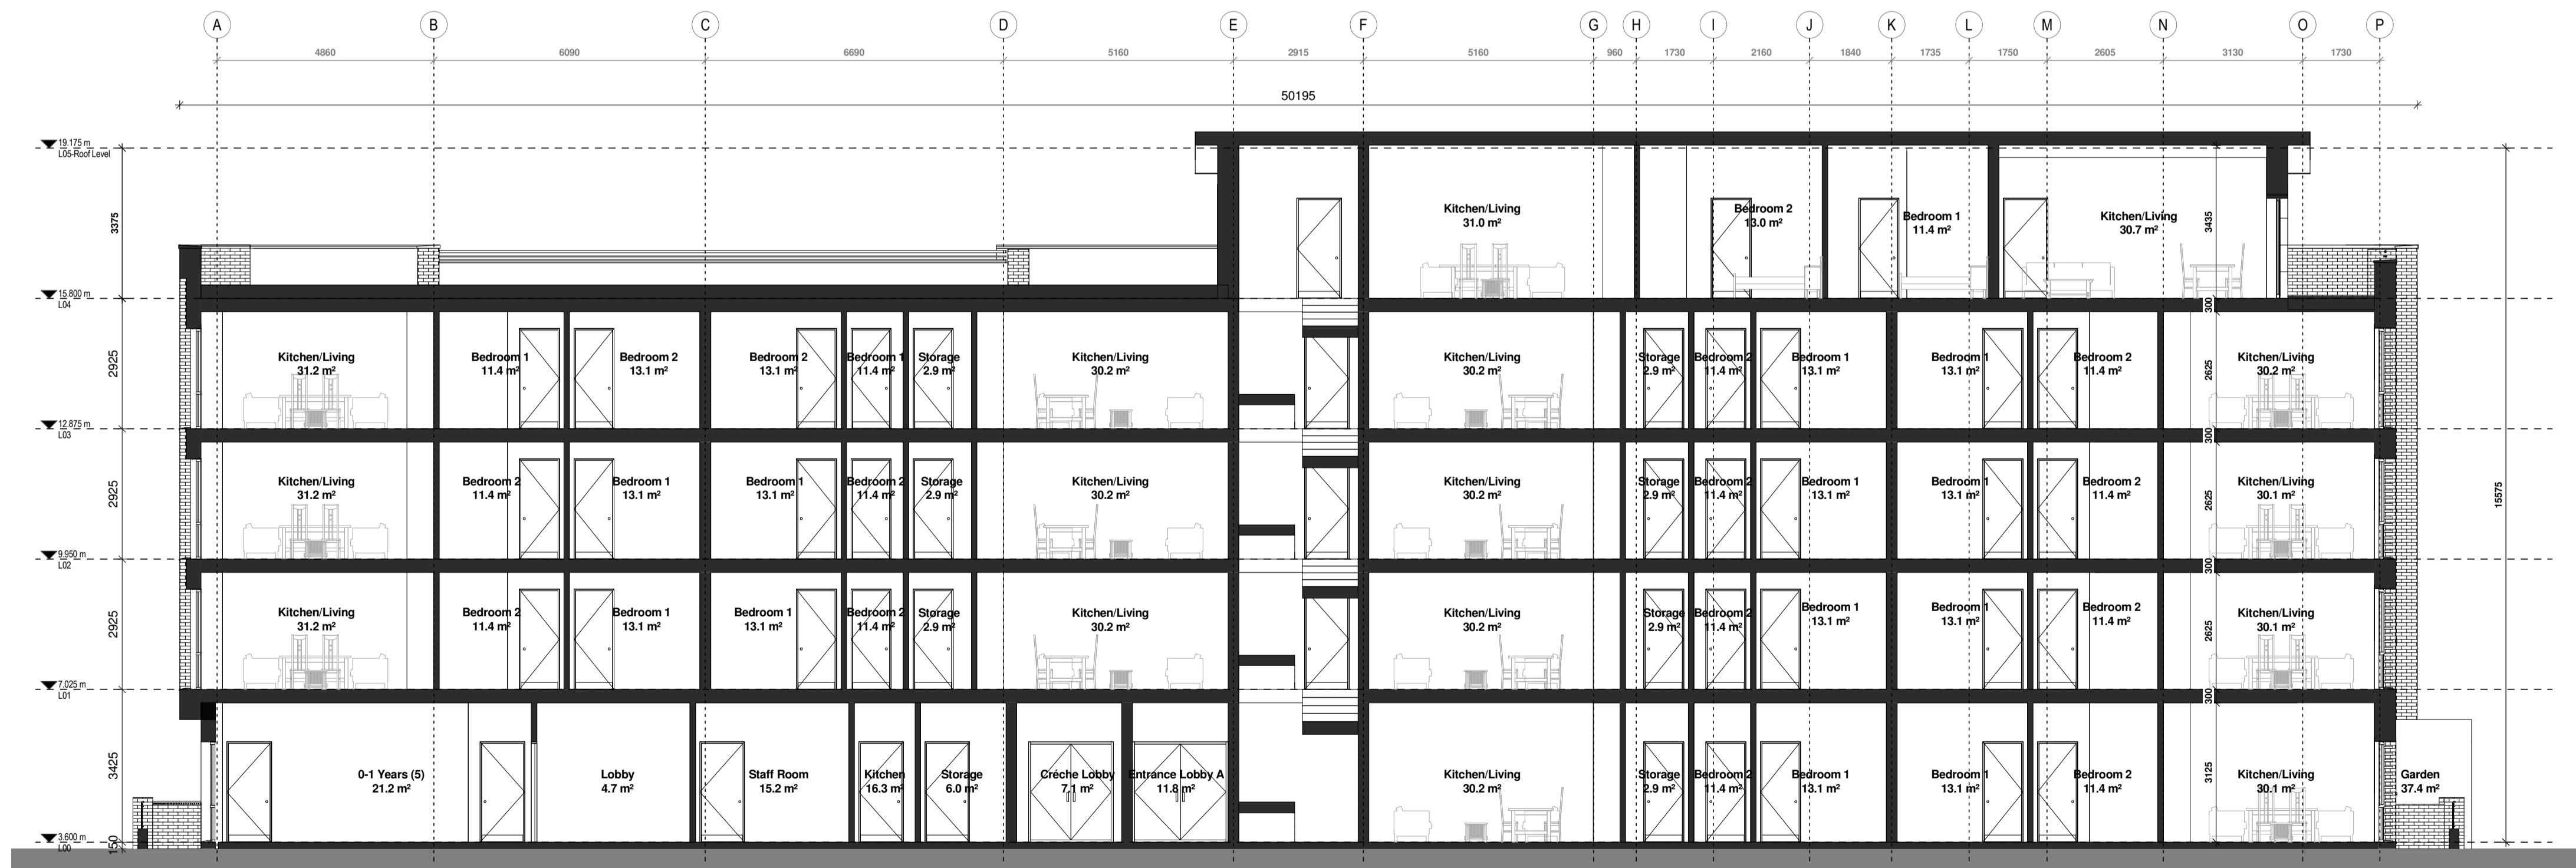 A B C D E F G H I J K L M N O P
4860 6090 6690 5160 2915 5160 960 1730 2160 1840 1735 1750 2605 3130 1730
50195
19.175 m
L05-Roof Level
3375
Kitchen/Living Bedroom 2 Bedroom 1 Kitchen/Living
31.0 m² 13.0 m² 11.4 m² 30.7 m²
3435
15.800 m
L04
300
2925
Kitchen/Living Bedroom 1 Bedroom 2 Bedroom 2 Bedroom 1 Storage Kitchen/Living Kitchen/Living Storage Bedroom 2 Bedroom 1 Bedroom 1 Bedroom 2 Kitchen/Living
31.2 m² 11.4 m² 13.1 m² 13.1 m² 11.4 m² 2.9 m² 30.2 m² 30.2 m² 2.9 m² 11.4 m² 13.1 m² 13.1 m² 11.4 m² 30.2 m²
2625
12.875 m
L03
300
2925
Kitchen/Living Bedroom 2 Bedroom 1 Bedroom 1 Bedroom 2 Storage Kitchen/Living Kitchen/Living Storage Bedroom 2 Bedroom 1 Bedroom 1 Bedroom 2 Kitchen/Living
31.2 m² 11.4 m² 13.1 m² 13.1 m² 11.4 m² 2.9 m² 30.2 m² 30.2 m² 2.9 m² 11.4 m² 13.1 m² 13.1 m² 11.4 m² 30.1 m²
2625
15575
9.950 m
L02
300
2925
Kitchen/Living Bedroom 2 Bedroom 1 Bedroom 1 Bedroom 2 Storage Kitchen/Living Kitchen/Living Storage Bedroom 2 Bedroom 1 Bedroom 1 Bedroom 2 Kitchen/Living
31.2 m² 11.4 m² 13.1 m² 13.1 m² 11.4 m² 2.9 m² 30.2 m² 30.2 m² 2.9 m² 11.4 m² 13.1 m² 13.1 m² 11.4 m² 30.1 m²
2625
7.025 m
L01
300
3425
0-1 Years (5) Lobby Staff Room Kitchen Storage Créche Lobby Entrance Lobby A Kitchen/Living Storage Bedroom 2 Bedroom 1 Bedroom 1 Bedroom 2 Kitchen/Living Garden
21.2 m² 4.7 m² 15.2 m² 16.3 m² 6.0 m² 7.1 m² 11.8 m² 30.2 m² 2.9 m² 11.4 m² 13.1 m² 13.1 m² 11.4 m² 30.1 m² 37.4 m²
3125
3.600 m
L00
150